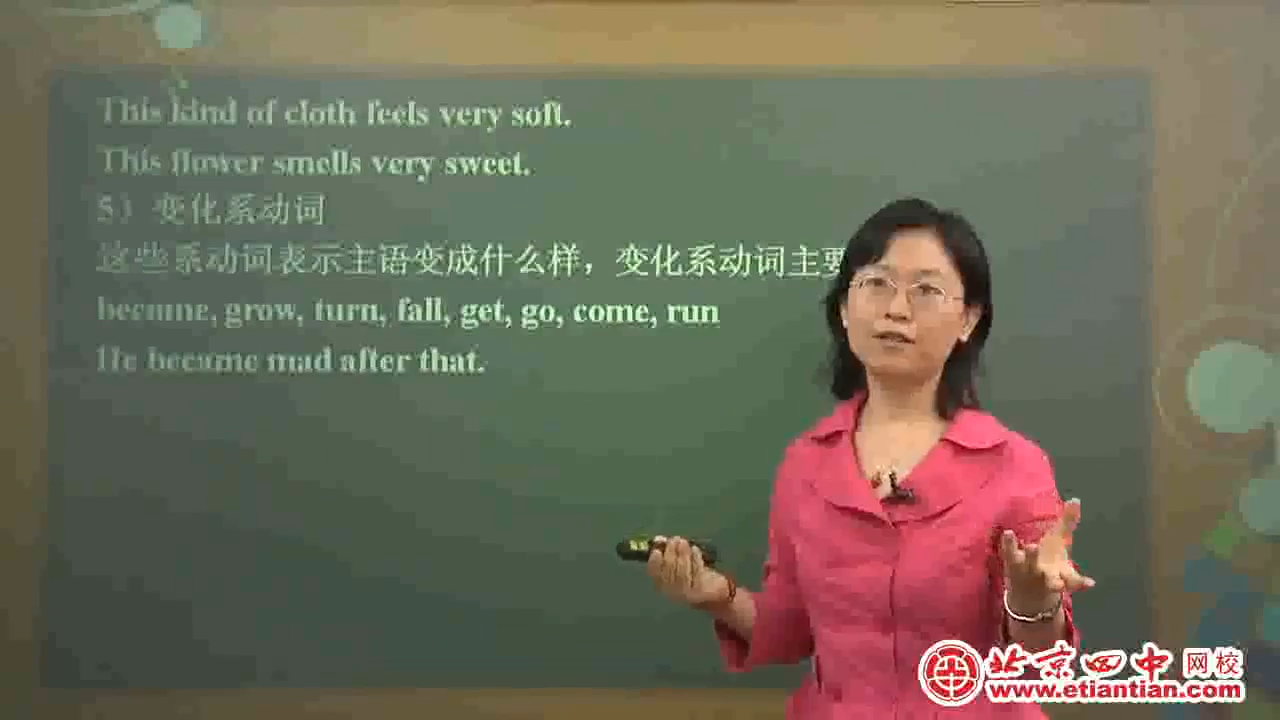 This kind of cloth feels very soft.
This flower smells very sweet.
5）变化系动词
这些系动词表示主语变成什么样，变化系动词主要
become, grow, turn, fall, get, go, come, run
He became mad after that.
北京四中网校
www.etiantian.com